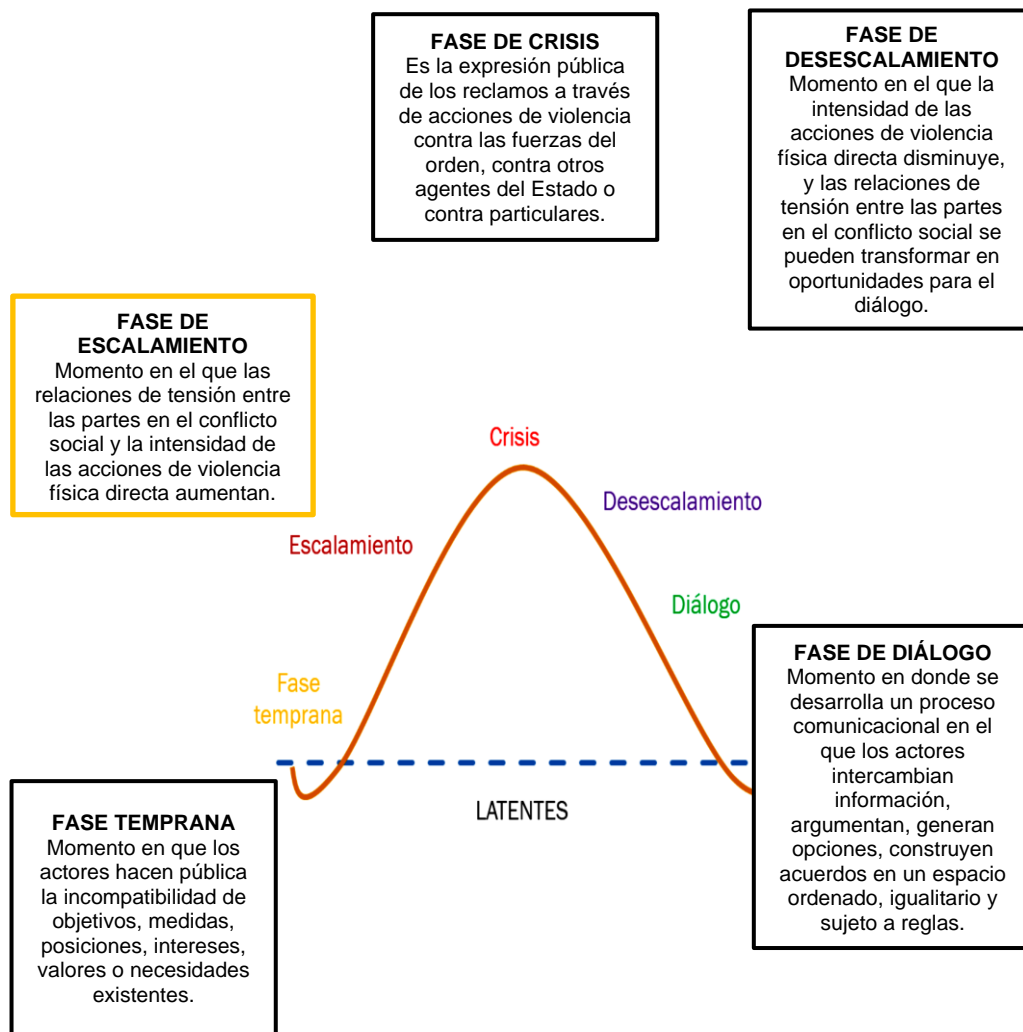 FASE DE CRISIS
Es la expresión pública
de los reclamos a través
de acciones de violencia
contra las fuerzas del
orden, contra otros
agentes del Estado o
contra particulares.
FASE DE
DESESCALAMIENTO
Momento en el que la
intensidad de las
acciones de violencia
física directa disminuye,
y las relaciones de
tensión entre las partes
en el conflicto social se
pueden transformar en
oportunidades para el
diálogo.
FASE DE
ESCALAMIENTO
Momento en el que las
relaciones de tensión entre
las partes en el conflicto
social y la intensidad de
las acciones de violencia
física directa aumentan.
Crisis
Desescalamiento
Escalamiento
Diálogo
Fase
temprana
LATENTES
FASE DE DIÁLOGO
Momento en donde se
desarrolla un proceso
comunicacional en el
que los actores
intercambian
información,
argumentan, generan
opciones, construyen
acuerdos en un espacio
ordenado, igualitario y
sujeto a reglas.
FASE TEMPRANA
Momento en que los
actores hacen pública
la incompatibilidad de
objetivos, medidas,
posiciones, intereses,
valores o necesidades
existentes.